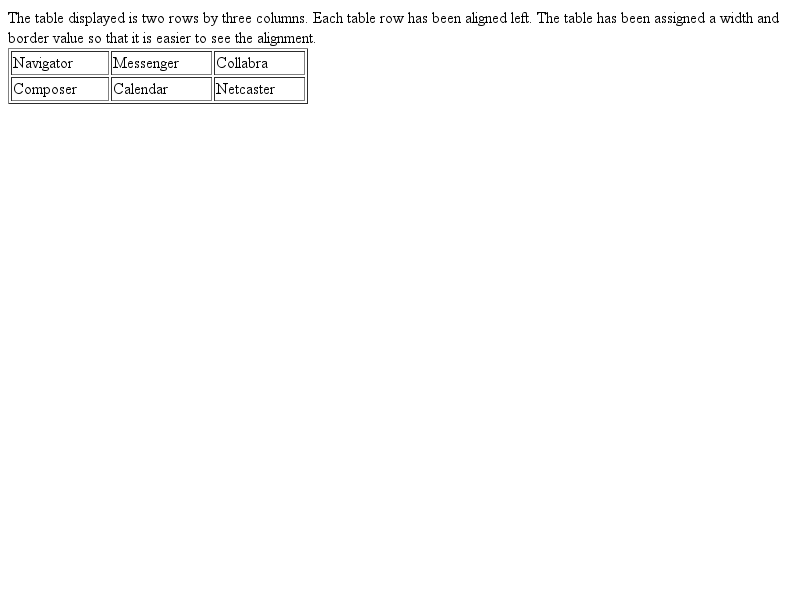 The table displayed is two rows by three columns. Each table row has been aligned left. The table has been assigned a width and
border value so that it is easier to see the alignment.
Navigator Messenger Collabra
Composer Calendar Netcaster